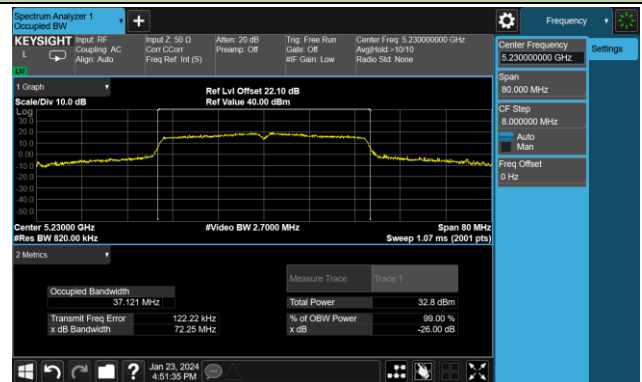 Spectrum Analyzer 1
Occupied BW
+
Frequency
KEYSIGHT
L
LW
Input: RF
Coupling: AC
Align: Auto
Input Z: 50 Ω
Corr CCorr
Freq Ref: Int (S)
Atten: 20 dB
Preamp: Off
Trig: Free Run
Gate: Off
#IF Gain: Low
Center Freq: 5.230000000 GHz
Avg|Hold:>10/10
Radio Std: None
Center Frequency
5.230000000 GHz
Settings
Span
80.000 MHz
CF Step
8.000000 MHz
Auto
Man
Freq Offset
0 Hz
1 Graph
Scale/Div 10.0 dB
Ref Lvl Offset 22.10 dB
Ref Value 40.00 dBm
Log
30.0
20.0
10.0
0.00
-10.0
-20.0
-30.0
-40.0
-50.0
Center 5.23000 GHz
#Video BW 2.7000 MHz
Span 80 MHz
#Res BW 820.00 kHz
Sweep 1.07 ms (2001 pts)
2 Metrics
Measure Trace
Trace 1
Occupied Bandwidth
37.121 MHz
Total Power
32.8 dBm
Transmit Freq Error
122.22 kHz
% of OBW Power
99.00 %
x dB Bandwidth
72.25 MHz
x dB
-26.00 dB
?
Jan 23, 2024
4:51:35 PM